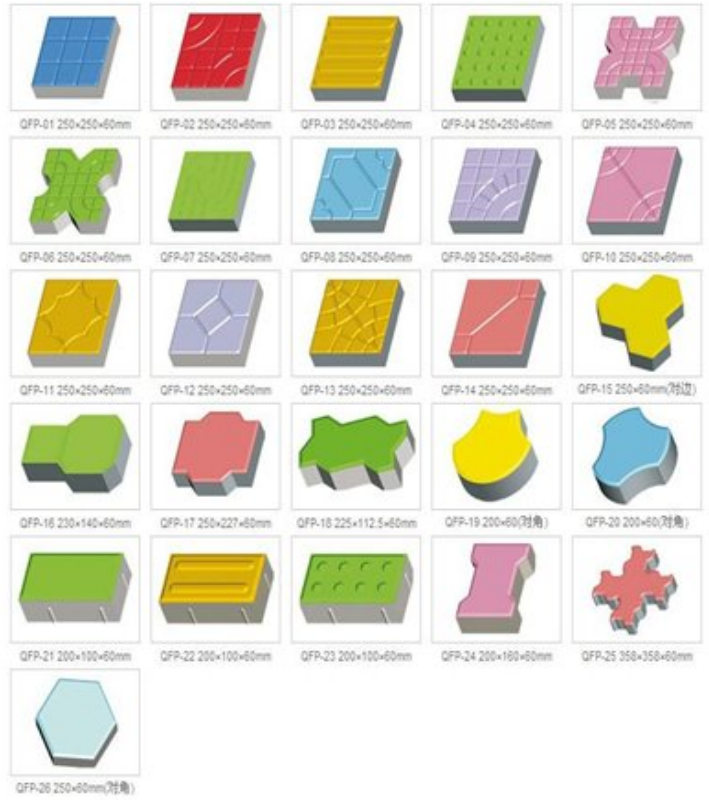 QFP-01 250×250×60mm
QFP-02 250×250×60mm
QFP-03 250×250×60mm
QFP-04 250×250×60mm
QFP-05 250×250×60mm
QFP-06 250×250×60mm
QFP-07 250×250×60mm
QFP-08 250×250×60mm
QFP-09 250×250×60mm
QFP-10 250×250×60mm
QFP-11 250×250×60mm
QFP-12 250×250×60mm
QFP-13 250×250×60mm
QFP-14 250×250×60mm
QFP-15 250×60mm(对边)
QFP-16 230×140×60mm
QFP-17 250×227×60mm
QFP-18 225×112.5×60mm
QFP-19 200×60(对角)
QFP-20 200×60(对角)
QFP-21 200×100×60mm
QFP-22 200×100×60mm
QFP-23 200×100×60mm
QFP-24 200×160×60mm
QFP-25 358×358×60mm
QFP-26 250×60mm(对角)